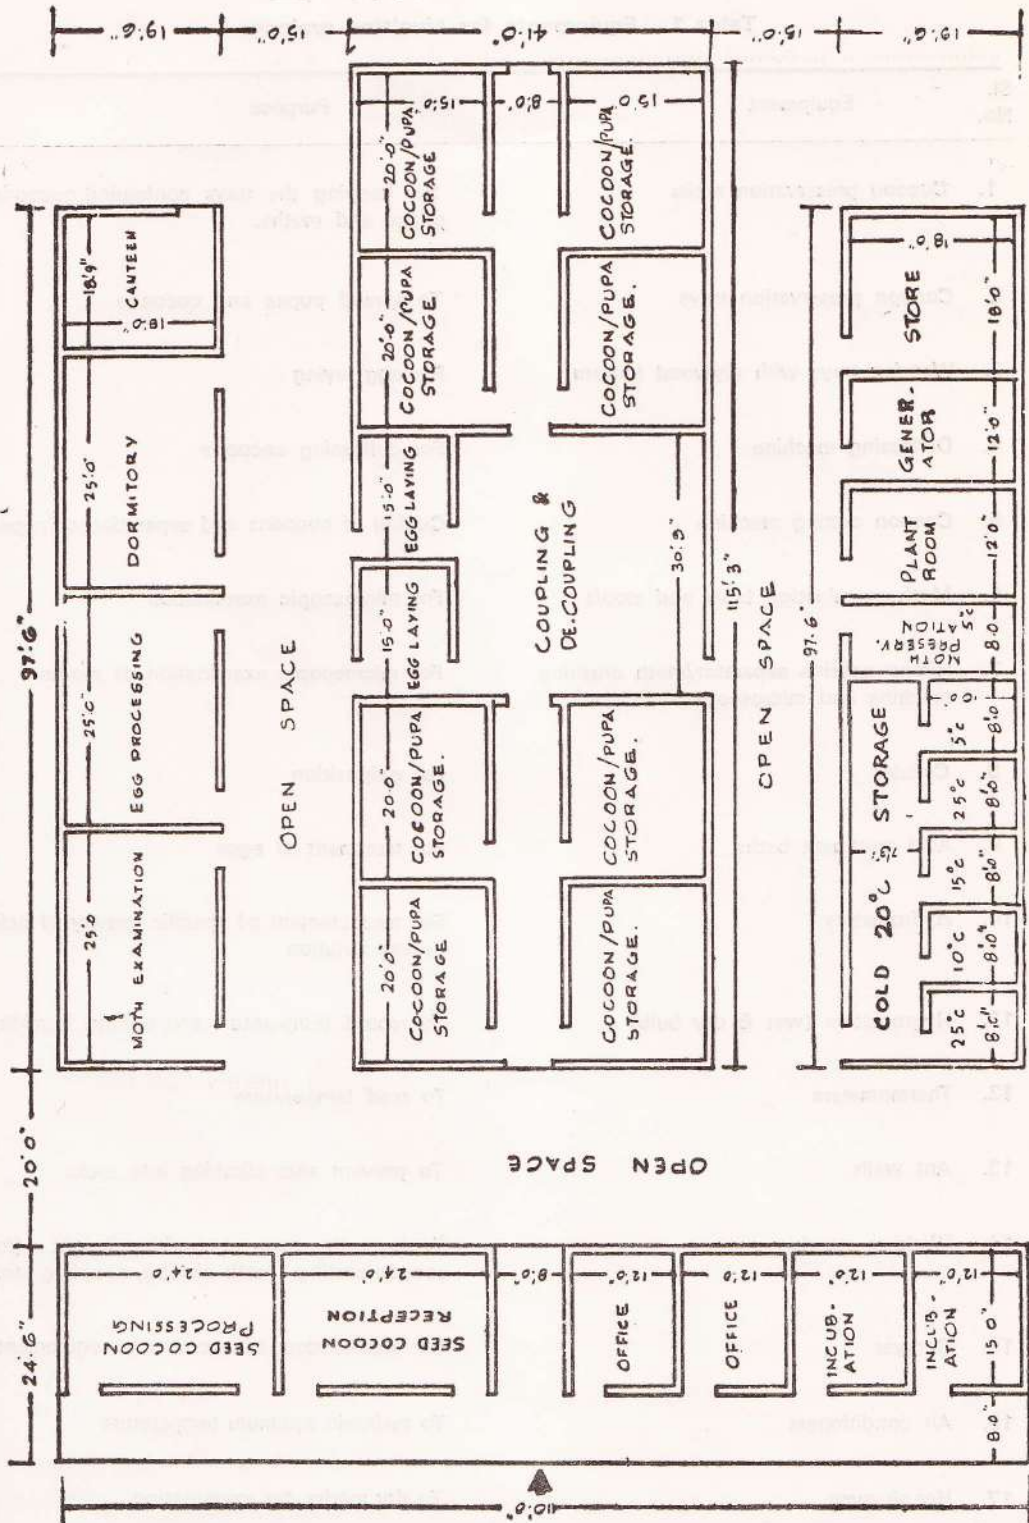 19'.6"
15'.0"
41'.0"
15'.0"
19'.6"
97'.6"
20'.0"
24'.6"
110'.0"
18'.9"
CANTEEN
18'.0"
25'.0"
DORMITORY
25'.0"
EGG PROCESSING
25'.0
MOTH EXAMINATION
OPEN SPACE
20'.0"
COCOON/PUPA
STORAGE
15'.0
8'.0"
15'.0"
COCOON/PUPA
STORAGE.
20'.0"
COCOON/PUPA
STORAGE.
COCOON/PUPA
STORAGE.
15'.0
EGG LAYING
15'.0"
EGG LAYING
COUPLING &
DE.COUPLING
30'.9"
20'.0"
COCOON/PUPA
STORAGE.
20'.0"
COCOON/PUPA
STORAGE.
COCOON/PUPA
STORAGE.
COCOON/PUPA
STORAGE.
115'.3"
OPEN SPACE
97'.6"
18'.0"
STORE
18'.0"
GENER-
ATOR
12'.0"
PLANT
ROOM
12'.0"
MOTH
PRESERV.
ATION
5°c
8'.0
COLD 20°C STORAGE
5°c
8'.0
25°c
8'.0"
15°c
8'.0"
10°c
8'.0"
25°c
8'.0"
OPEN SPACE
SEED COCOON
PROCESSING
24'.0
SEED COCOON
RECEPTION
24'.0"
8'.0"
OFFICE
12'.0"
OFFICE
12'.0
INCUB-
ATION
12'.0"
INCUB-
ATION
12'.0"
8'.0"
15'.0"